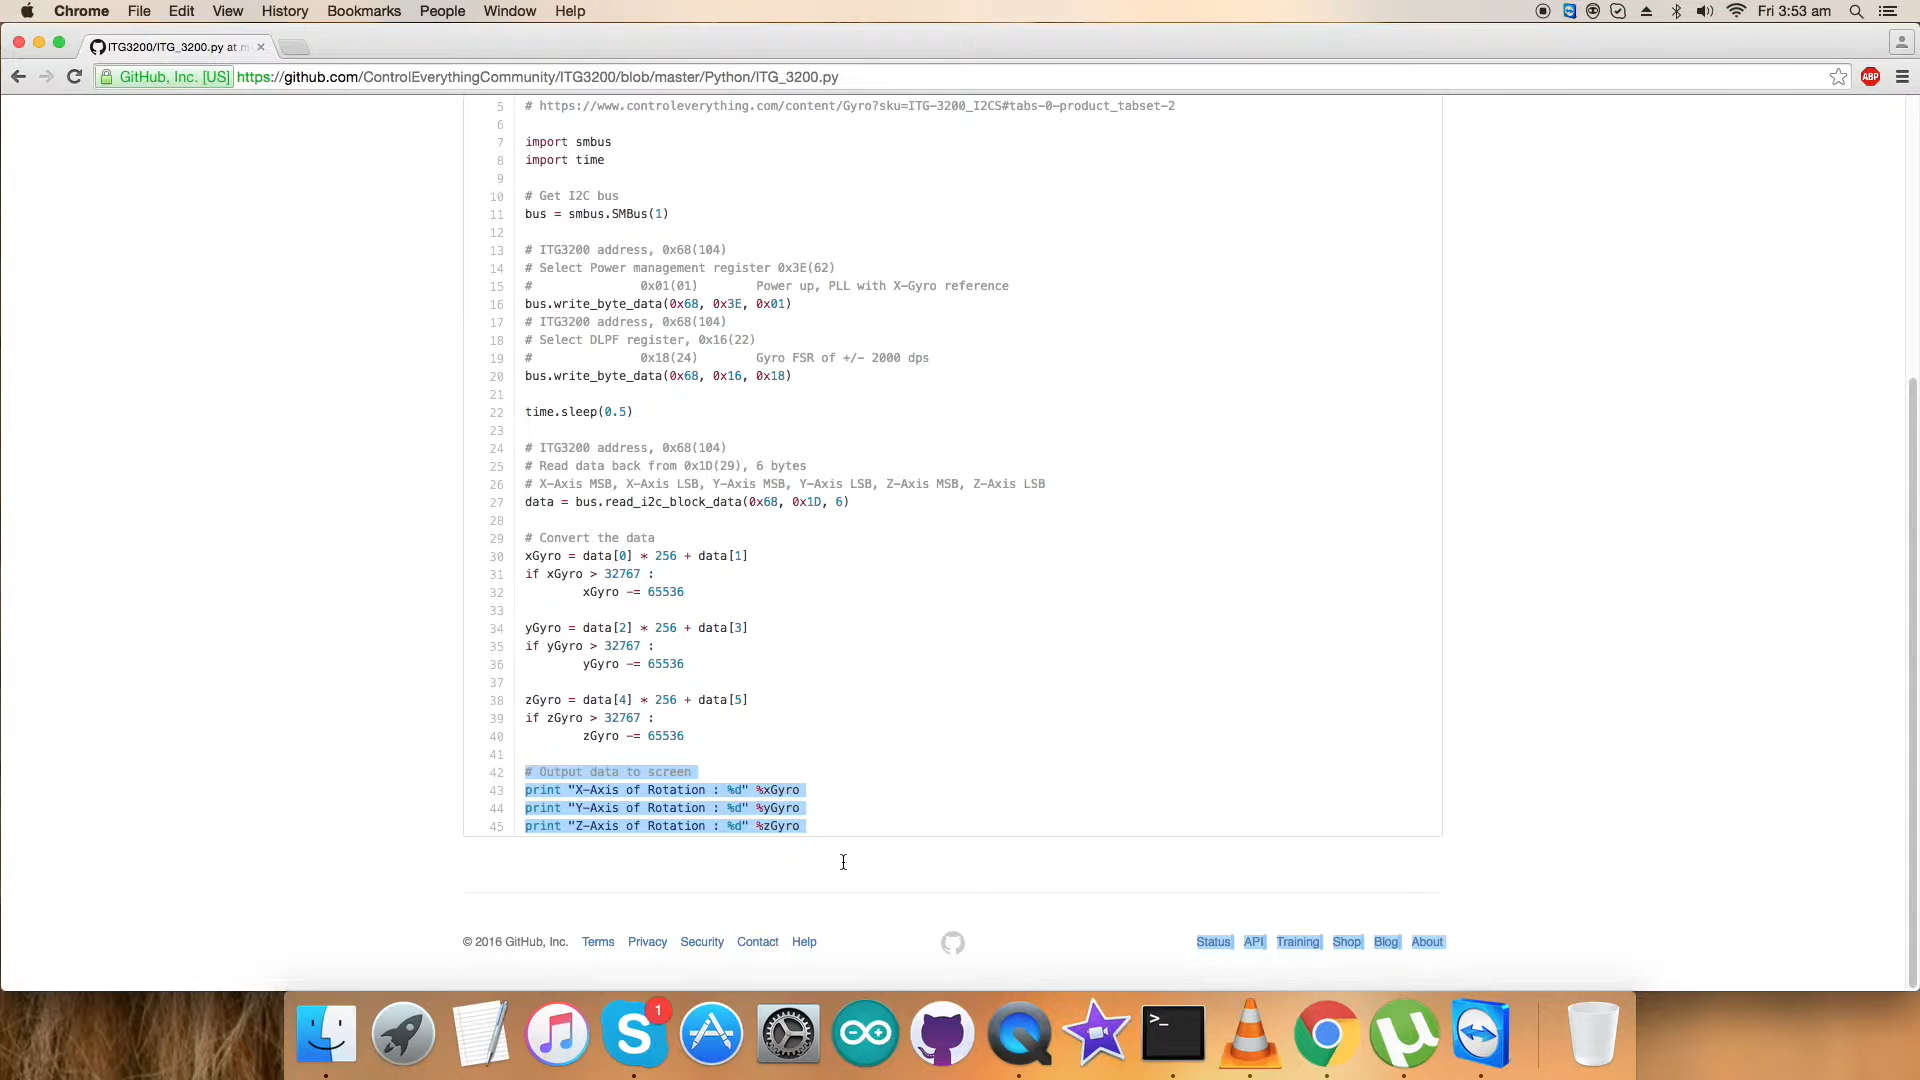 Chrome File Edit View History Bookmarks People Window Help Fri 3:53 am
ITG3200/ITG_3200.py at m
GitHub, Inc. [US] https://github.com/ControlEverythingCommunity/ITG3200/blob/master/Python/ITG_3200.py ABP
5 # https://www.controleverything.com/content/Gyro?sku=ITG-3200_I2CS#tabs-0-product_tabset-2
6
7 import smbus
8 import time
9
10 # Get I2C bus
11 bus = smbus.SMBus(1)
12
13 # ITG3200 address, 0x68(104)
14 # Select Power management register 0x3E(62)
15 # 0x01(01) Power up, PLL with X-Gyro reference
16 bus.write_byte_data(0x68, 0x3E, 0x01)
17 # ITG3200 address, 0x68(104)
18 # Select DLPF register, 0x16(22)
19 # 0x18(24) Gyro FSR of +/- 2000 dps
20 bus.write_byte_data(0x68, 0x16, 0x18)
21
22 time.sleep(0.5)
23
24 # ITG3200 address, 0x68(104)
25 # Read data back from 0x1D(29), 6 bytes
26 # X-Axis MSB, X-Axis LSB, Y-Axis MSB, Y-Axis LSB, Z-Axis MSB, Z-Axis LSB
27 data = bus.read_i2c_block_data(0x68, 0x1D, 6)
28
29 # Convert the data
30 xGyro = data[0] * 256 + data[1]
31 if xGyro > 32767 :
32 xGyro -= 65536
33
34 yGyro = data[2] * 256 + data[3]
35 if yGyro > 32767 :
36 yGyro -= 65536
37
38 zGyro = data[4] * 256 + data[5]
39 if zGyro > 32767 :
40 zGyro -= 65536
41
42 # Output data to screen
43 print "X-Axis of Rotation : %d" %xGyro
44 print "Y-Axis of Rotation : %d" %yGyro
45 print "Z-Axis of Rotation : %d" %zGyro
© 2016 GitHub, Inc. Terms Privacy Security Contact Help Status API Training Shop Blog About
1